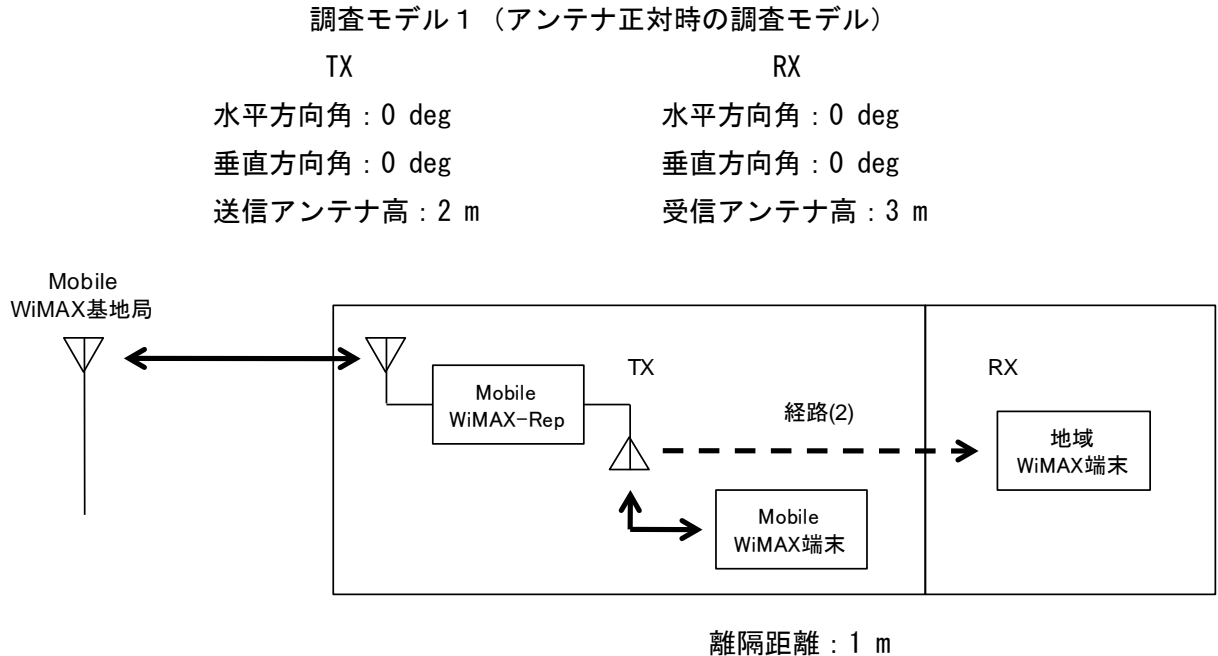 調査モデル１（アンテナ正対時の調査モデル）
TX
水平方向角：0 deg
垂直方向角：0 deg
送信アンテナ高：2 m
RX
水平方向角：0 deg
垂直方向角：0 deg
受信アンテナ高：3 m
Mobile
WiMAX基地局
Mobile
WiMAX-Rep
TX
経路(2)
RX
地域
WiMAX端末
Mobile
WiMAX端末
離隔距離：1 m